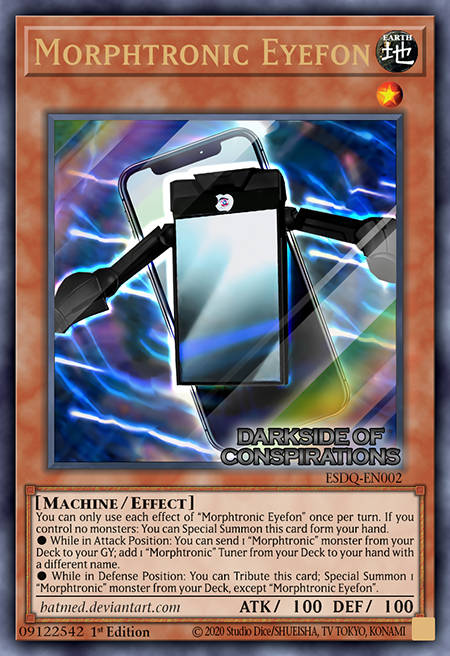 Morphtronic Eyefon
EARTH
地
DARKSIDE OF
CONSPIRATIONS
ESDQ-EN002
[Machine / Effect]
You can only use each effect of "Morphtronic Eyefon" once per turn. If you
control no monsters: You can Special Summon this card form your hand.
● While in Attack Position: You can send 1 "Morphtronic" monster from your
Deck to your GY; add 1 "Morphtronic" Tuner from your Deck to your hand with
a different name.
● While in Defense Position: You can Tribute this card; Special Summon 1
"Morphtronic" monster from your Deck, except "Morphtronic Eyefon".
batmed.deviantart.com ATK/ 100 DEF/ 100
09122542 1st Edition ©2020 Studio Dice/SHUEISHA, TV TOKYO, KONAMI